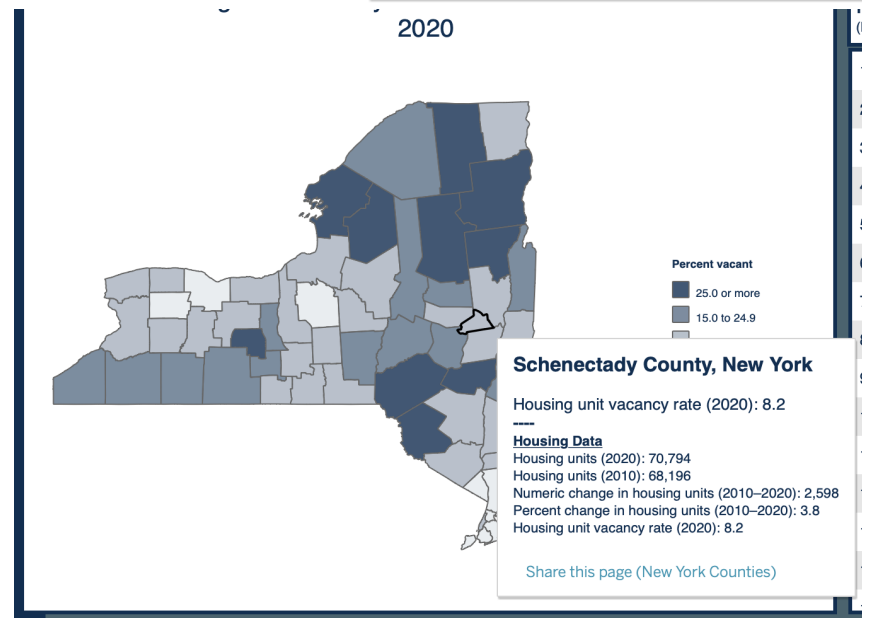 2020
Percent vacant
25.0 or more
15.0 to 24.9
Schenectady County, New York
Housing unit vacancy rate (2020): 8.2
----
Housing Data
Housing units (2020): 70,794
Housing units (2010): 68,196
Numeric change in housing units (2010–2020): 2,598
Percent change in housing units (2010–2020): 3.8
Housing unit vacancy rate (2020): 8.2
Share this page (New York Counties)